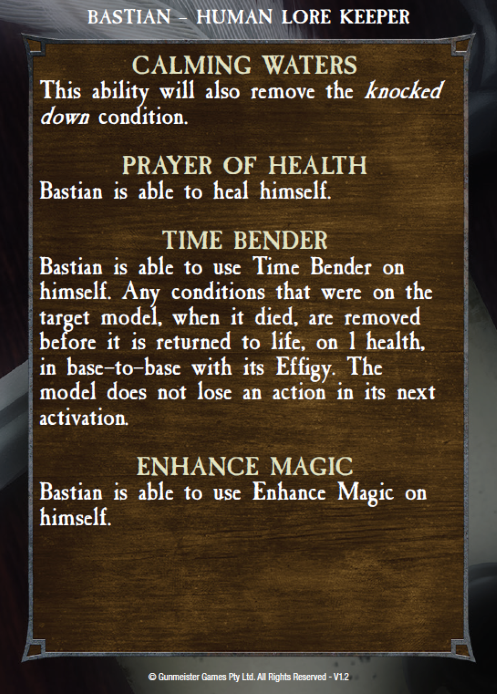 BASTIAN - HUMAN LORE KEEPER
CALMING WATERS
This ability will also remove the knocked
down condition.
PRAYER OF HEALTH
Bastian is able to heal himself.
TIME BENDER
Bastian is able to use Time Bender on
himself. Any conditions that were on the
target model, when it died, are removed
before it is returned to life, on 1 health,
in base-to-base with its Effigy. The
model does not lose an action in its next
activation.
ENHANCE MAGIC
Bastian is able to use Enhance Magic on
himself.
© Gunmeister Games Pty Ltd. All Rights Reserved - V1.2